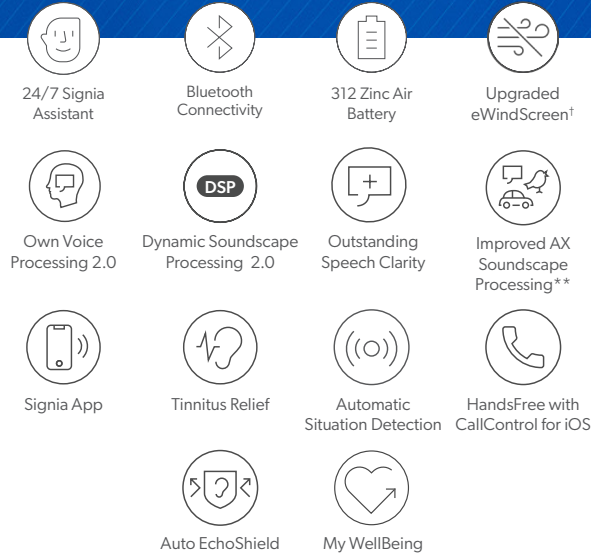 24/7 Signia
Assistant
Bluetooth
Connectivity
312 Zinc Air
Battery
Upgraded
eWindScreen†
Own Voice
Processing 2.0
DSP
Dynamic Soundscape
Processing 2.0
Outstanding
Speech Clarity
Improved AX
Soundscape
Processing**
Signia App
Tinnitus Relief
Automatic
Situation Detection
HandsFree with
CallControl for iOS
Auto EchoShield
My WellBeing